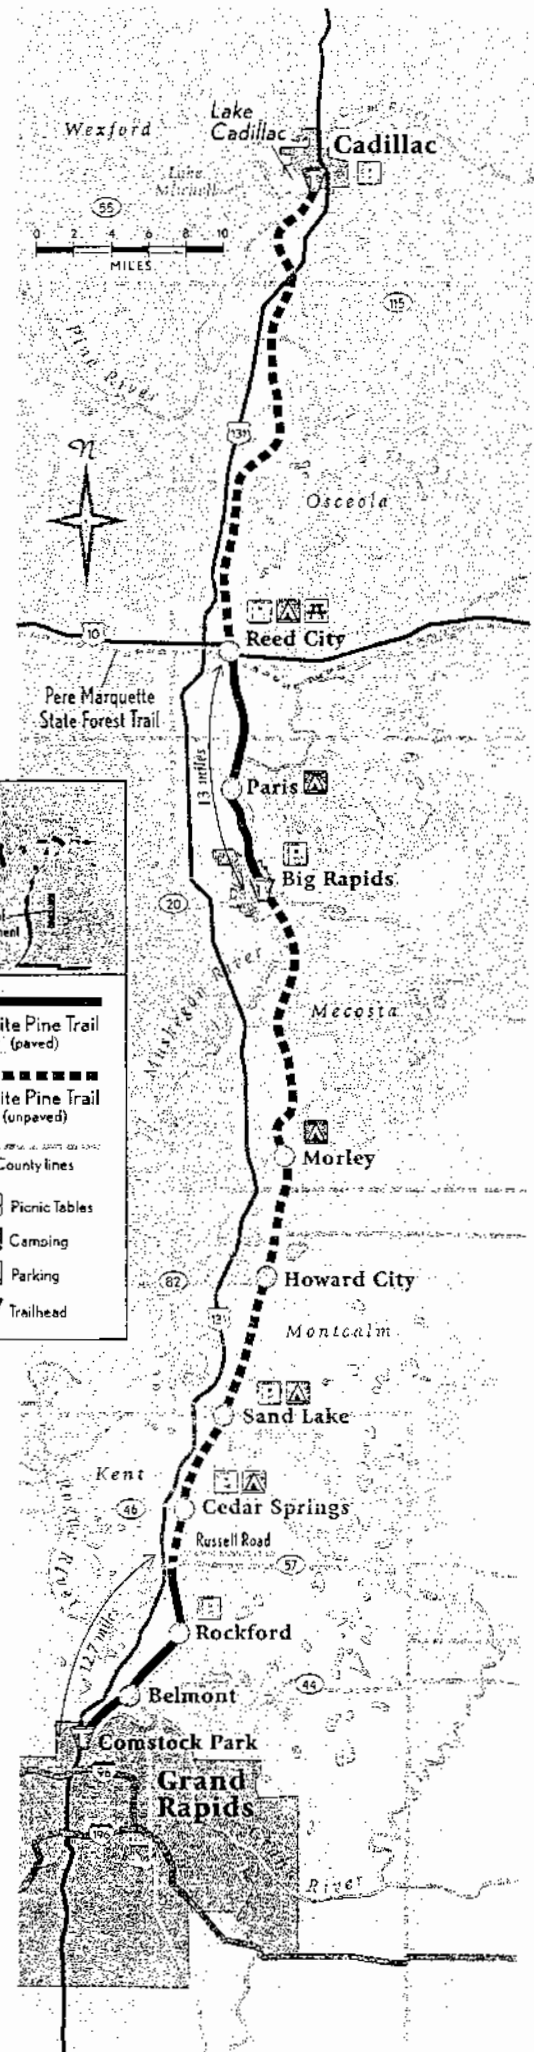 Lake
Cadillac
Wexford
Cadillac
Lake
Mitchell
55
0 2 4 6 8 10
MILES
115
Pine River
131
N
Osceola
10
Reed City
Pere Marquette
State Forest Trail
13 miles
Paris
Big Rapids
20
Muskegon River
Mecosta
ite Pine Trail
(paved)
ite Pine Trail
(unpaved)
County lines
Picnic Tables
Camping
Parking
Trailhead
Morley
Howard City
82
131
Montcalm
Sand Lake
Kent
Cedar Springs
46
Russell Road
57
Rockford
12.7 miles
44
Belmont
Comstock Park
96
Grand
Rapids
196
Grand River